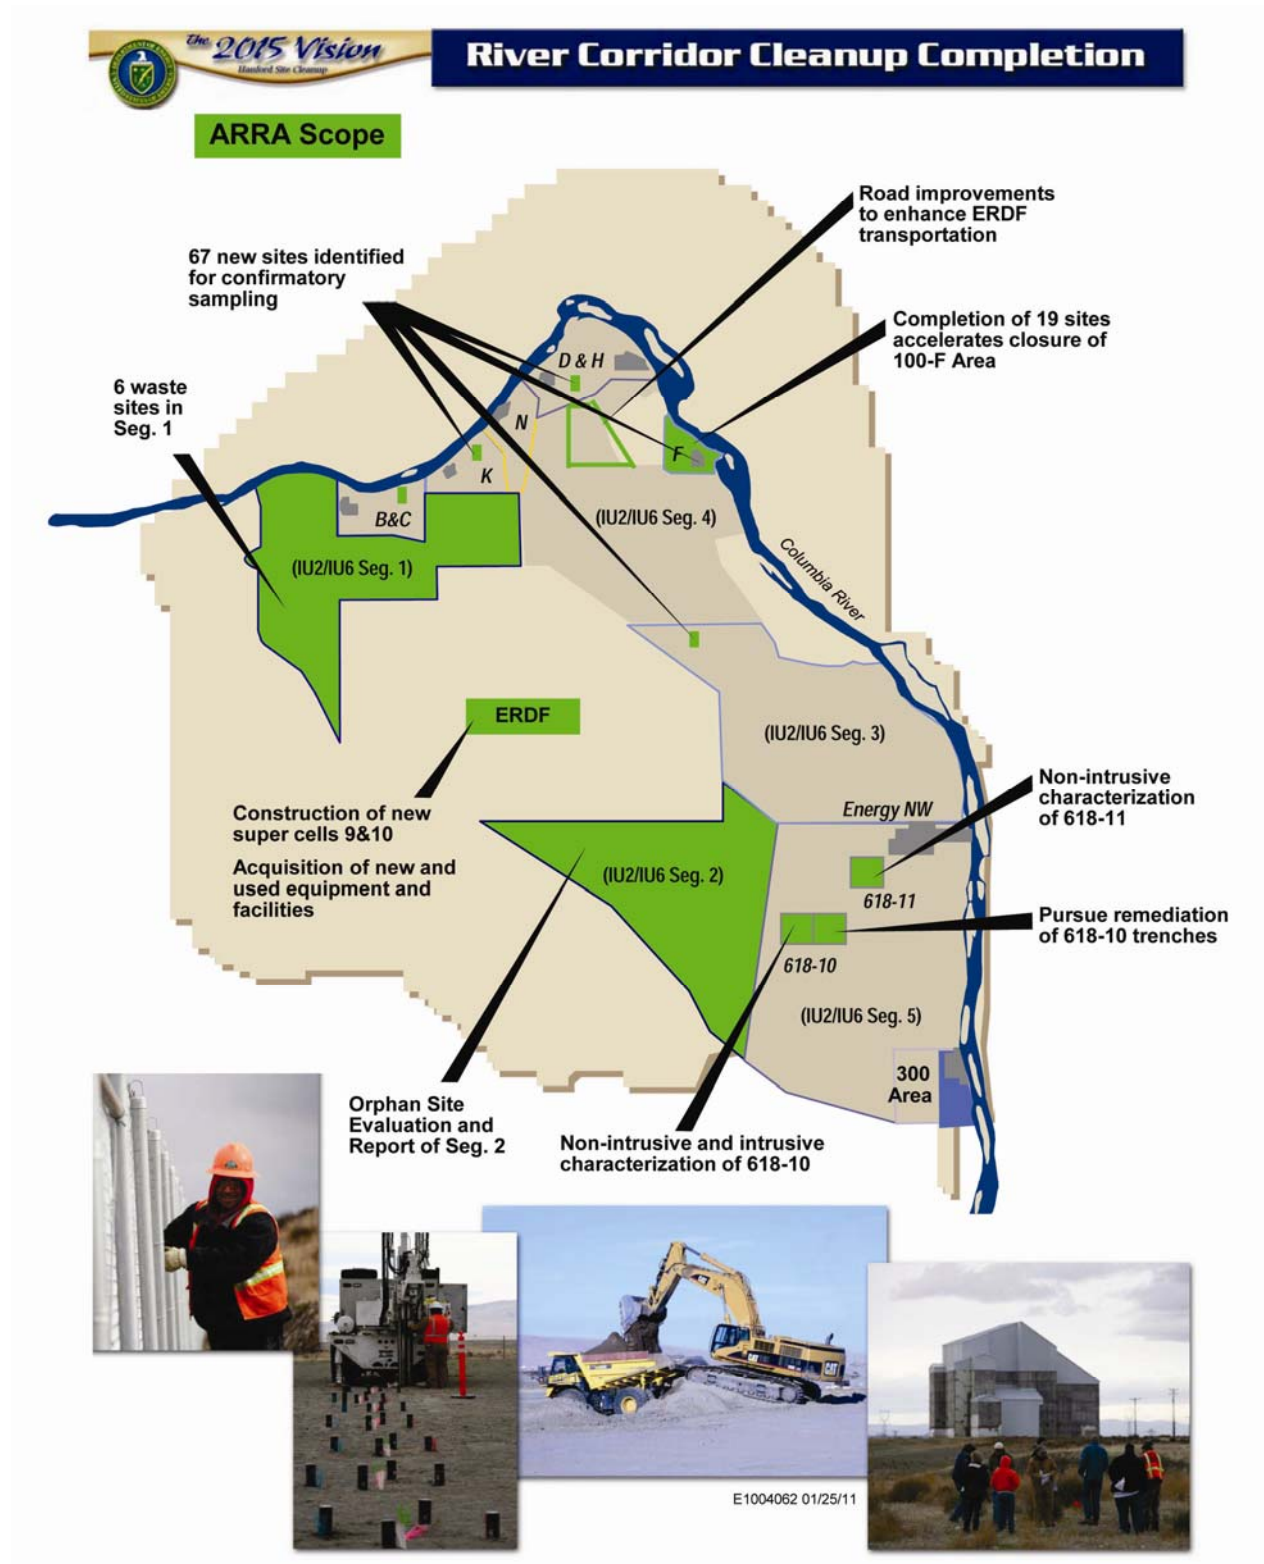 The 2015 Vision
Hanford Site Cleanup
River Corridor Cleanup Completion
ARRA Scope
Road improvements
to enhance ERDF
transportation
67 new sites identified
for confirmatory
sampling
Completion of 19 sites
accelerates closure of
100-F Area
6 waste
sites in
Seg. 1
D & H
N
F
K
B&C
(IU2/IU6 Seg. 4)
Columbia River
(IU2/IU6 Seg. 1)
ERDF
(IU2/IU6 Seg. 3)
Non-intrusive
characterization
of 618-11
Energy NW
Construction of new
super cells 9&10
Acquisition of new and
used equipment and
facilities
(IU2/IU6 Seg. 2)
618-11
Pursue remediation
of 618-10 trenches
618-10
(IU2/IU6 Seg. 5)
300
Area
Orphan Site
Evaluation and
Report of Seg. 2
Non-intrusive and intrusive
characterization of 618-10
CAT
CAT
E1004062 01/25/11